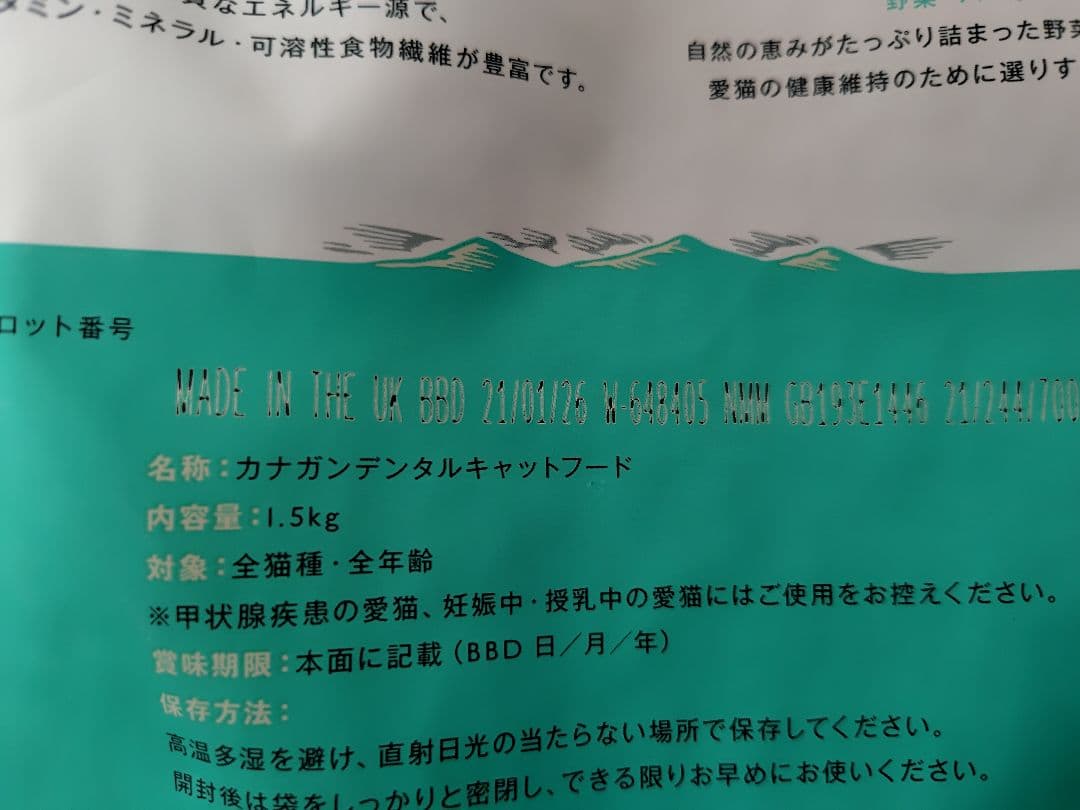 質なエネルギー源で、
タミン・ミネラル・可溶性食物繊維が豊富です。
自然の恵みがたっぷり詰まった野菜
愛猫の健康維持のために選りす
ロット番号
MADE IN THE UK BBD 21/01/26 W-648405 NMM GB193E1446 21/244/700
名称：カナガンデンタルキャットフード
内容量：1.5kg
対象：全猫種・全年齢
※甲状腺疾患の愛猫、妊娠中・授乳中の愛猫にはご使用をお控えください。
賞味期限：本面に記載（BBD 日／月／年）
保存方法：
高温多湿を避け、直射日光の当たらない場所で保存してください。
開封後は袋をしっかりと密閉し、できる限りお早めにお使いください。